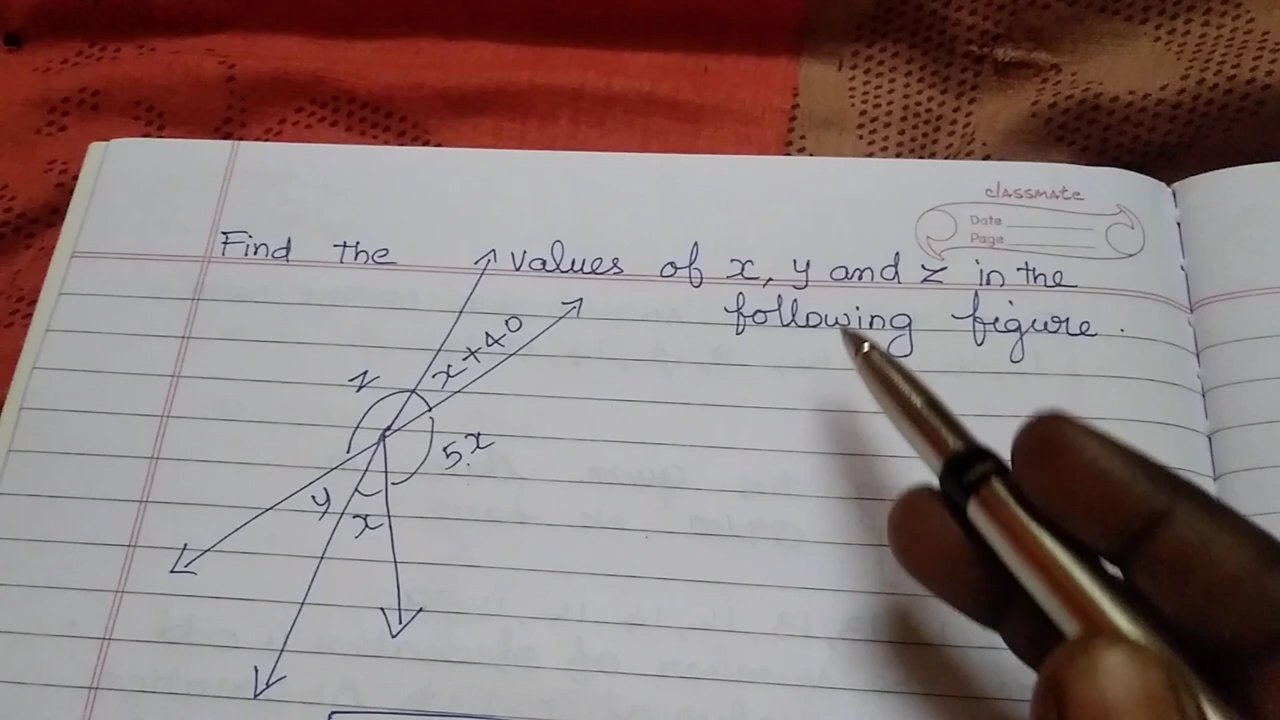 classmate
Date
Page
Find the values of x, y and z in the
following figure.
x+40
z
5x
y
x